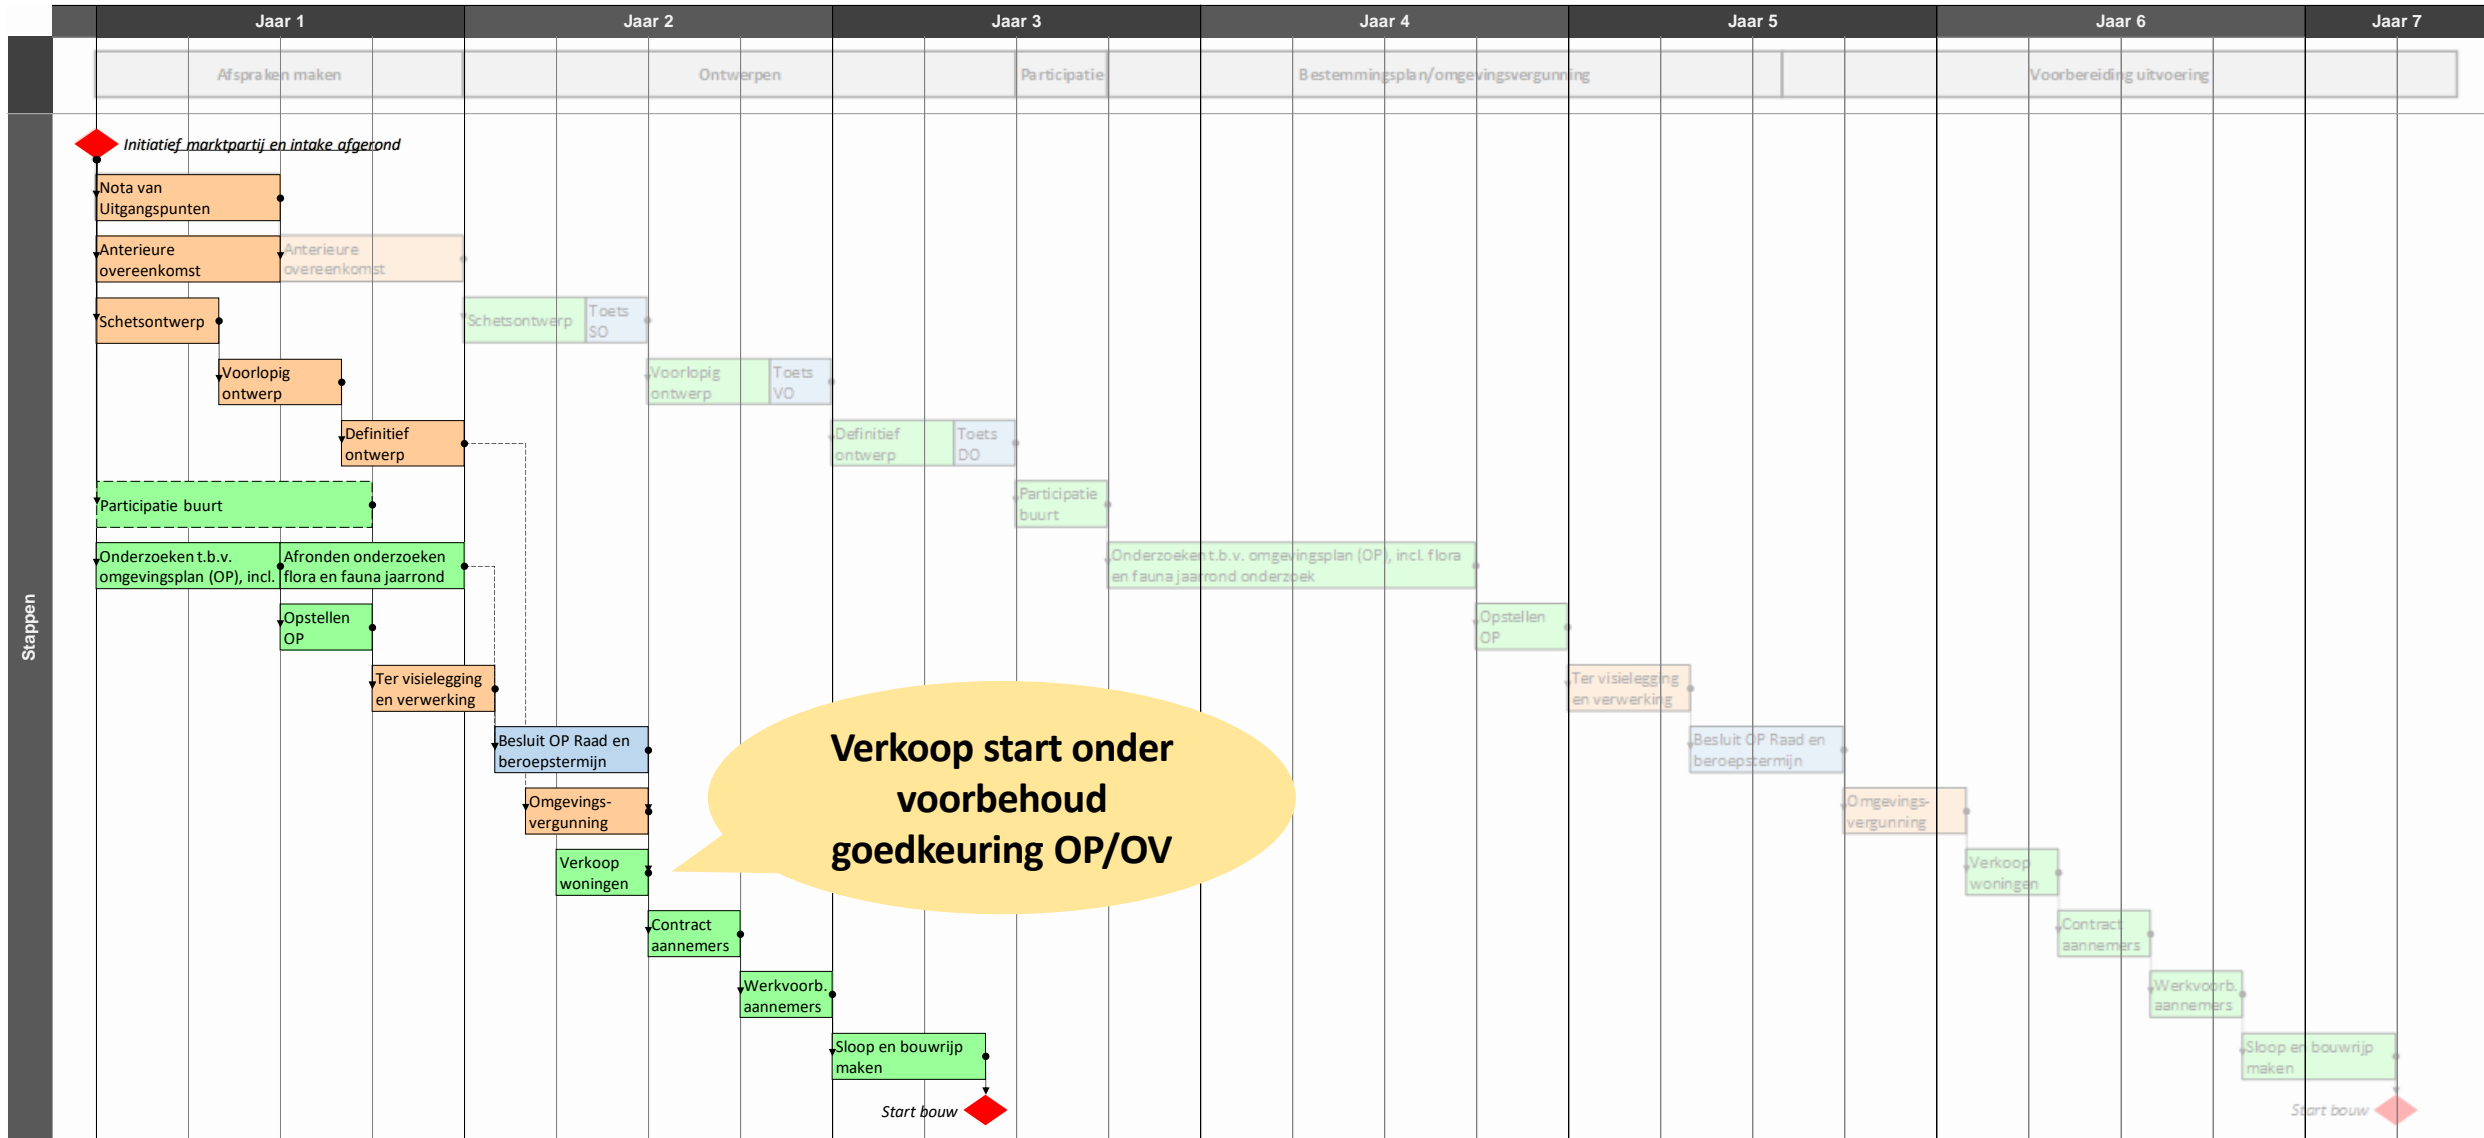 Jaar 1 Jaar 2 Jaar 3 Jaar 4 Jaar 5 Jaar 6 Jaar 7
Afspraken maken Ontwerpen Participatie Bestemmingsplan/omgevingsvergunning Voorbereiding uitvoering
Stappen
Initiatief marktpartij en intake afgerond
Nota van
Uitgangspunten
Anterieure
overeenkomst
Anterieure
overeenkomst
Schetsontwerp
Schetsontwerp
Toets
SO
Voorlopig
ontwerp
Voorlopig
ontwerp
Toets
VO
Definitief
ontwerp
Definitief
ontwerp
Toets
DO
Participatie buurt
Participatie
buurt
Onderzoeken t.b.v.
omgevingsplan (OP), incl.
Afronden onderzoeken
flora en fauna jaarrond
Onderzoeken t.b.v. omgevingsplan (OP), incl. flora
en fauna jaarrond onderzoek
Opstellen
OP
Opstellen
OP
Ter visielegging
en verwerking
Ter visielegging
en verwerking
Besluit OP Raad en
beroepstermijn
Verkoop start onder
voorbehoud
goedkeuring OP/OV
Besluit OP Raad en
beroepstermijn
Omgevings-
vergunning
Omgevings-
vergunning
Verkoop
woningen
Verkoop
woningen
Contract
aannemers
Contract
aannemers
Werkvoorb.
aannemers
Werkvoorb.
aannemers
Sloop en bouwrijp
maken
Sloop en bouwrijp
maken
Start bouw
Start bouw